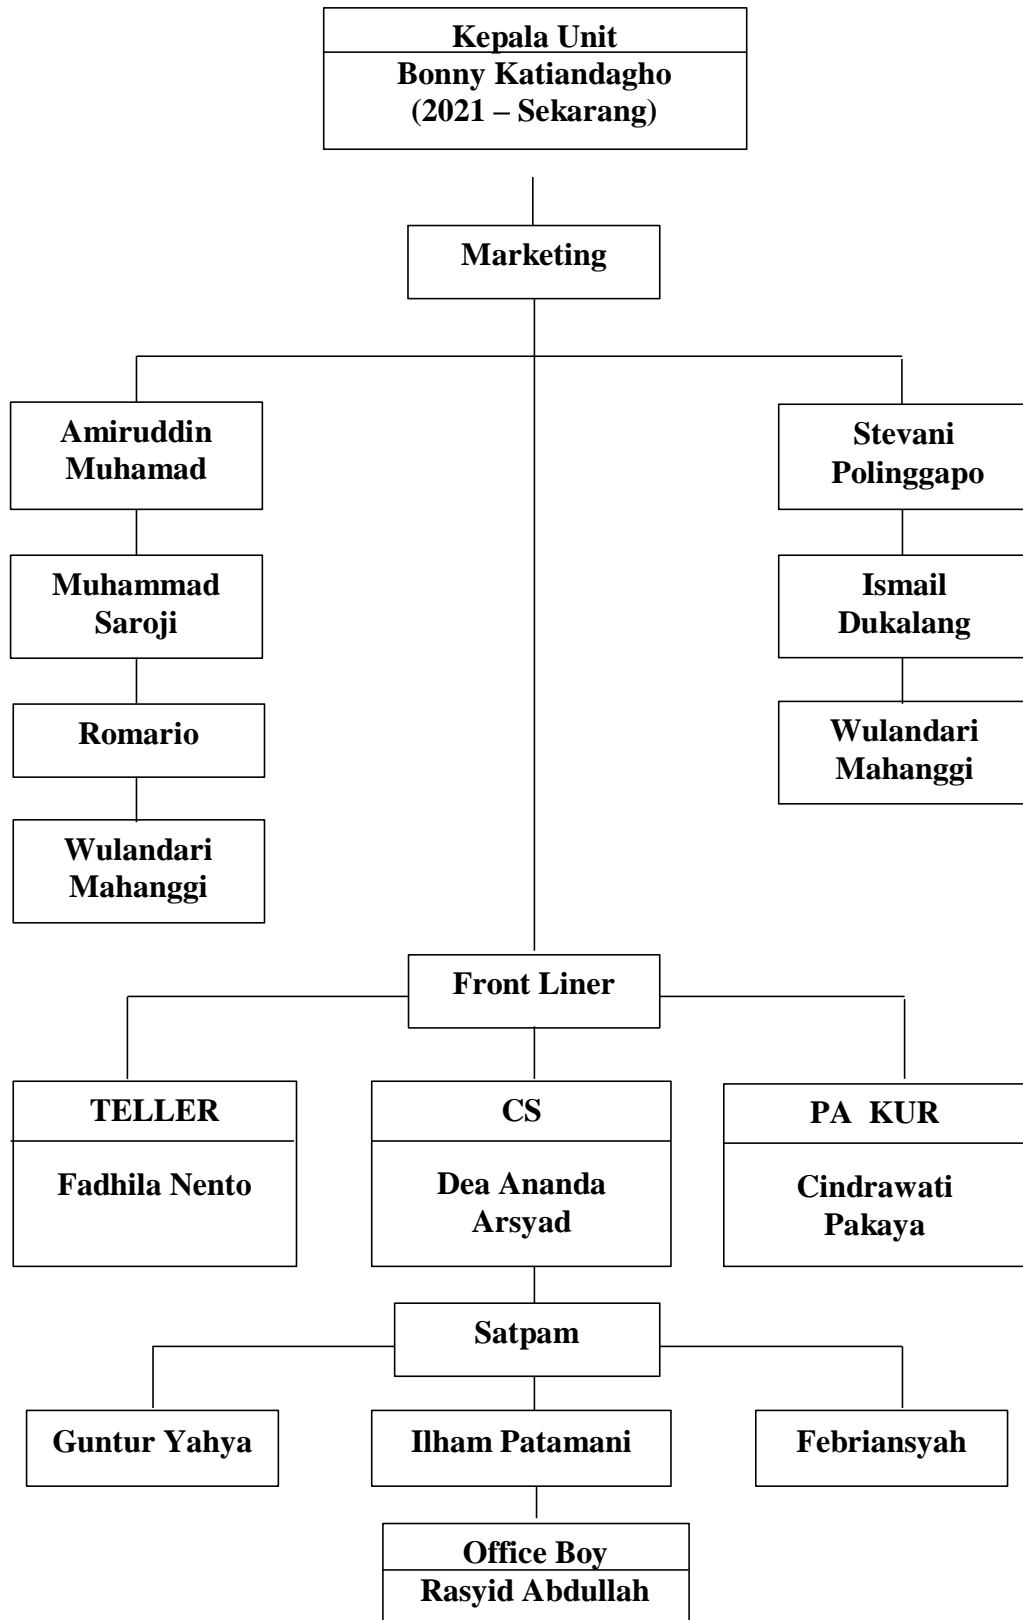 Kepala Unit
Bonny Katiandagho
(2021 – Sekarang)
Marketing
Amiruddin
Muhamad
Stevani
Polinggapo
Muhammad
Saroji
Ismail
Dukalang
Romario
Wulandari
Mahanggi
Wulandari
Mahanggi
Front Liner
TELLER
Fadhila Nento
CS
Dea Ananda
Arsyad
PA KUR
Cindrawati
Pakaya
Satpam
Guntur Yahya
Ilham Patamani
Febriansyah
Office Boy
Rasyid Abdullah